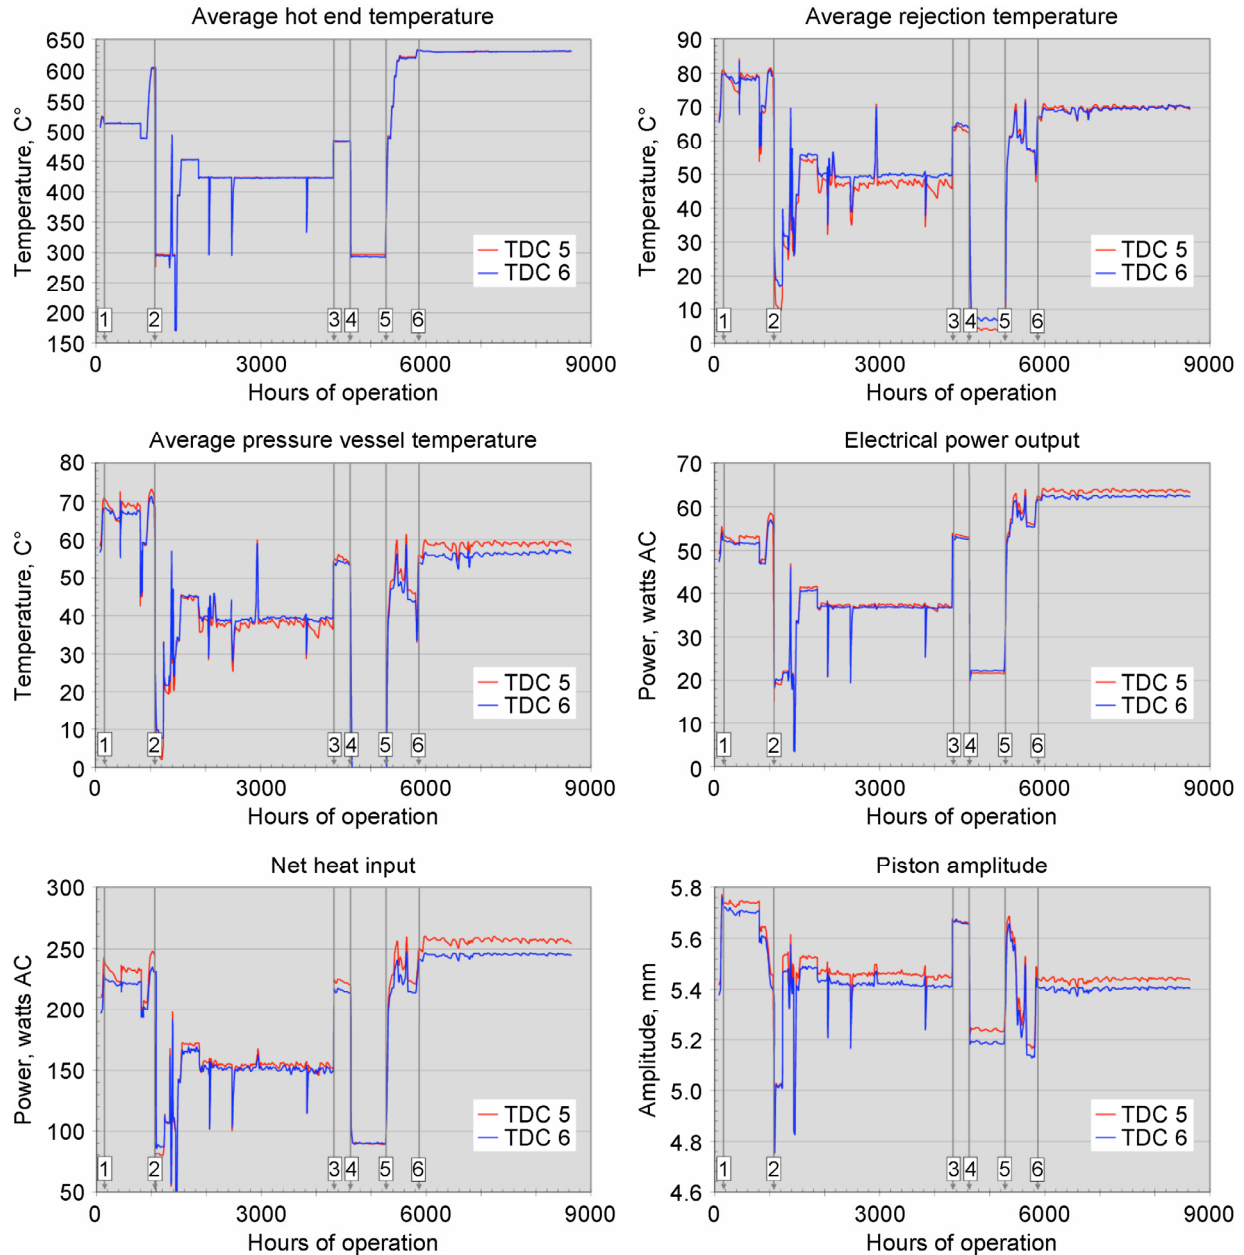 Average hot end temperature
650
600
550
500
450
400
350
300
250
200
150
Temperature, C°
TDC 5
TDC 6
1 2 3 4 5 6
0 3000 6000 9000
Hours of operation
Average rejection temperature
90
80
70
60
50
40
30
20
10
0
Temperature, C°
TDC 5
TDC 6
1 2 3 4 5 6
0 3000 6000 9000
Hours of operation
Average pressure vessel temperature
80
70
60
50
40
30
20
10
0
Temperature, C°
TDC 5
TDC 6
1 2 3 4 5 6
0 3000 6000 9000
Hours of operation
Electrical power output
70
60
50
40
30
20
10
0
Power, watts AC
TDC 5
TDC 6
1 2 3 4 5 6
0 3000 6000 9000
Hours of operation
Net heat input
300
250
200
150
100
50
Power, watts AC
TDC 5
TDC 6
1 2 3 4 5 6
0 3000 6000 9000
Hours of operation
Piston amplitude
5.8
5.6
5.4
5.2
5.0
4.8
4.6
Amplitude, mm
TDC 5
TDC 6
1 2 3 4 5 6
0 3000 6000 9000
Hours of operation